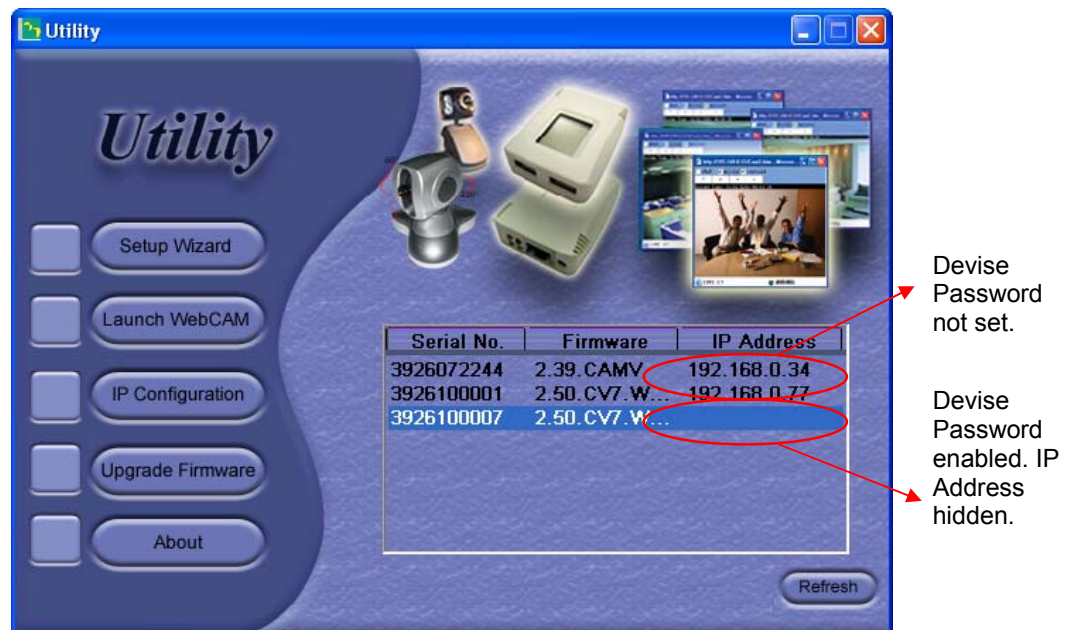 Utility
Utility
Setup Wizard
Launch WebCAM
IP Configuration
Upgrade Firmware
About
Serial No. Firmware IP Address
3926072244 2.39.CAMV 192.168.0.34
3926100001 2.50.CV7.W... 192.168.0.77
3926100007 2.50.CV7.W...
Refresh
Devise
Password
not set.
Devise
Password
enabled. IP
Address
hidden.